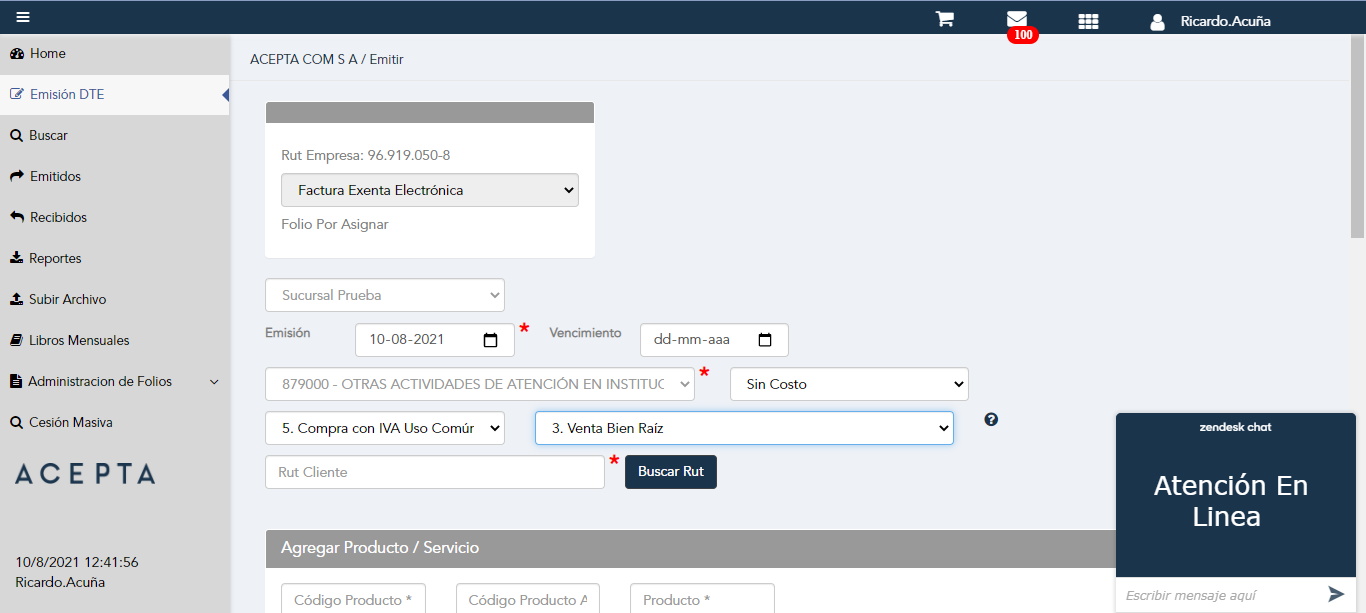 100
Ricardo.Acuña
Home
Emisión DTE
Buscar
Emitidos
Recibidos
Reportes
Subir Archivo
Libros Mensuales
Administracion de Folios
Cesión Masiva
ACEPTA
10/8/2021 12:41:56
Ricardo.Acuña
ACEPTA COM S A / Emitir
Rut Empresa: 96.919.050-8
Factura Exenta Electrónica
Folio Por Asignar
Sucursal Prueba
Emisión 10-08-2021 * Vencimiento dd-mm-aaa
879000 - OTRAS ACTIVIDADES DE ATENCIÓN EN INSTITUC * Sin Costo
5. Compra con IVA Uso Comúr 3. Venta Bien Raíz ?
Rut Cliente * Buscar Rut
Agregar Producto / Servicio
Código Producto * Código Producto A Producto *
zendesk chat
Atención En
Linea
Escribir mensaje aquí